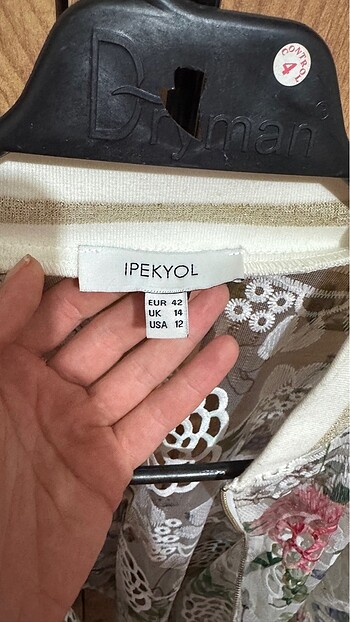 CONTROL
4
Dryman
IPEKYOL
EUR 42
UK 14
USA 12